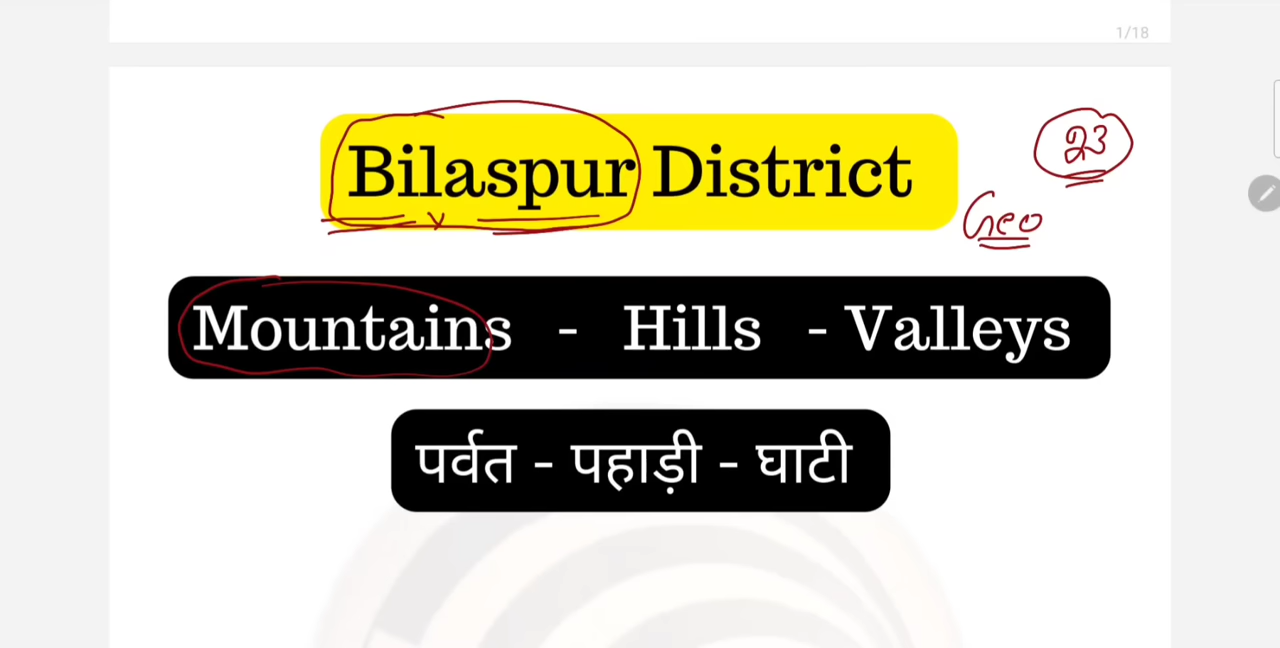 1/18
Bilaspur District
23
Geo
Mountains - Hills - Valleys
पर्वत - पहाड़ी - घाटी